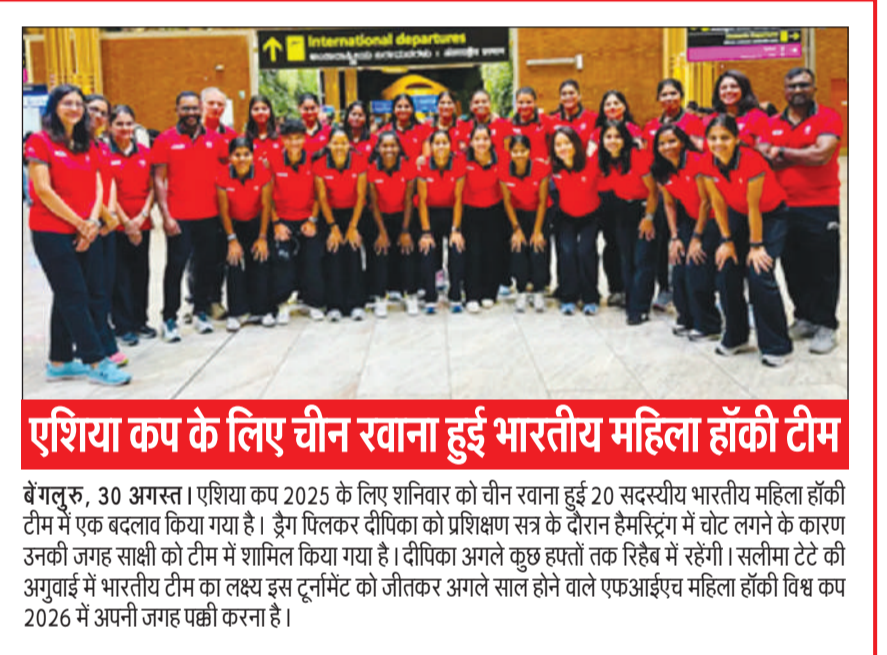 International departures
एशिया कप के लिए चीन रवाना हुई भारतीय महिला हॉकी टीम
बेंगलुरु, 30 अगस्त। एशिया कप 2025 के लिए शनिवार को चीन रवाना हुई 20 सदस्यीय भारतीय महिला हॉकी
टीम में एक बदलाव किया गया है। ड्रैग फ्लिकर दीपिका को प्रशिक्षण सत्र के दौरान हैमस्ट्रिंग में चोट लगने के कारण
उनकी जगह साक्षी को टीम में शामिल किया गया है। दीपिका अगले कुछ हफ्तों तक रिहैब में रहेंगी। सलीमा टेटे की
अगुवाई में भारतीय टीम का लक्ष्य इस टूर्नामेंट को जीतकर अगले साल होने वाले एफआईएच महिला हॉकी विश्व कप
2026 में अपनी जगह पक्की करना है।